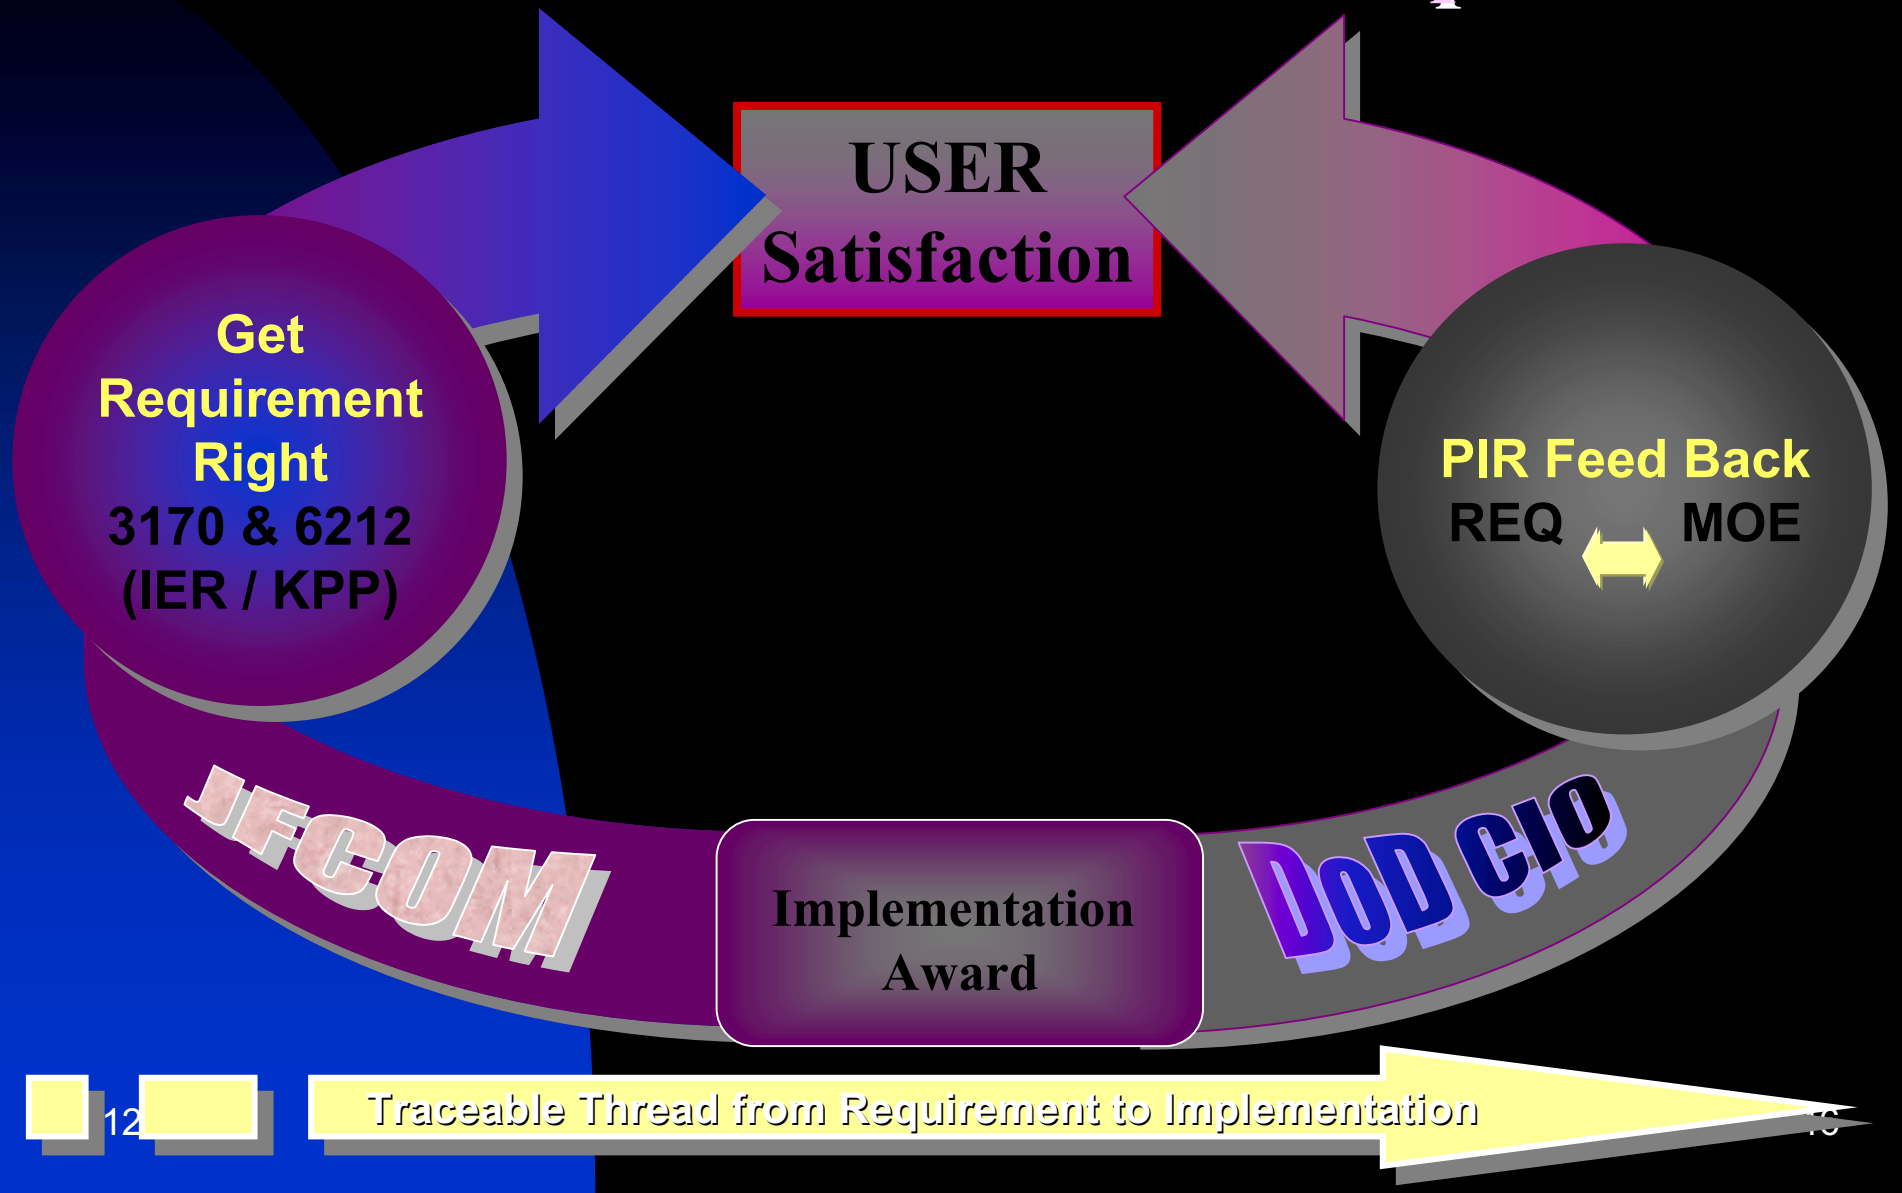 USER
Satisfaction
Get
Requirement
Right
3170 & 6212
(IER / KPP)
PIR Feed Back
REQ MOE
JFCOM
DoD CIO
Implementation
Award
Traceable Thread from Requirement to Implementation
12